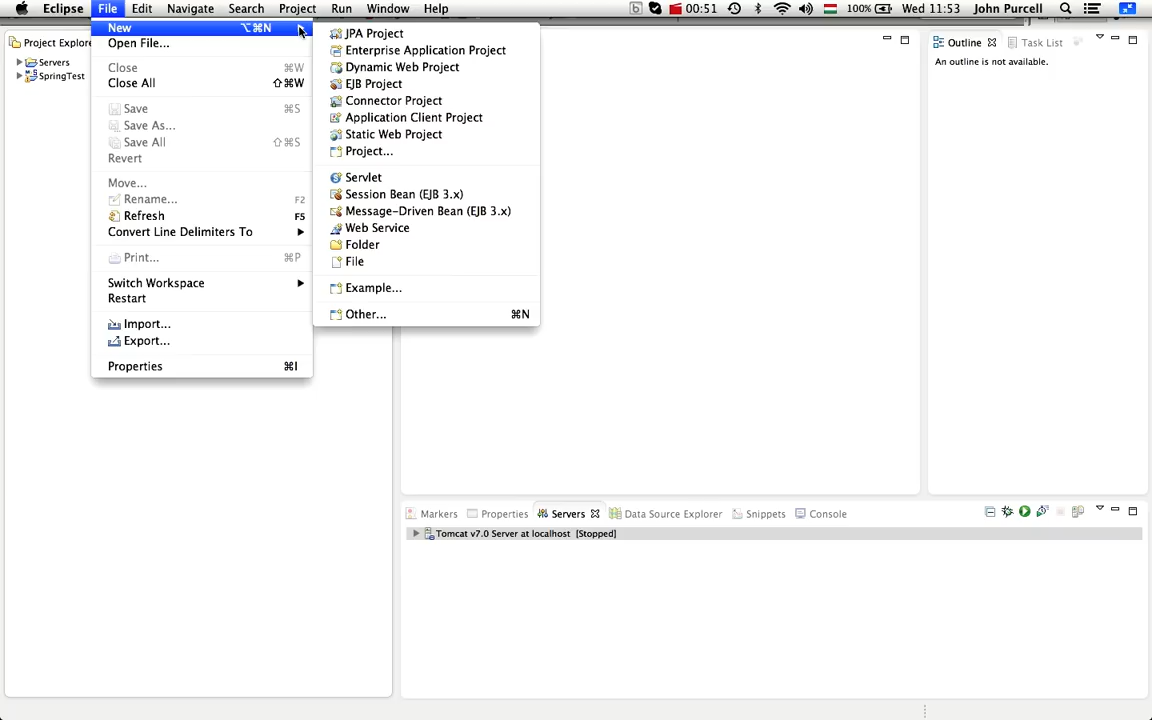 Eclipse File Edit Navigate Search Project Run Window Help 00:51 100% Wed 11:53 John Purcell
New ⌥⌘N
Open File...
Close ⌘W
Close All ⇧⌘W
Save ⌘S
Save As...
Save All ⇧⌘S
Revert
Move...
Rename... F2
Refresh F5
Convert Line Delimiters To
Print... ⌘P
Switch Workspace
Restart
Import...
Export...
Properties ⌘I
JPA Project
Enterprise Application Project
Dynamic Web Project
EJB Project
Connector Project
Application Client Project
Static Web Project
Project...
Servlet
Session Bean (EJB 3.x)
Message-Driven Bean (EJB 3.x)
Web Service
Folder
File
Example...
Other... ⌘N
Project Explore
Servers
SpringTest
Outline Task List
An outline is not available.
Markers Properties Servers Data Source Explorer Snippets Console
Tomcat v7.0 Server at localhost [Stopped]